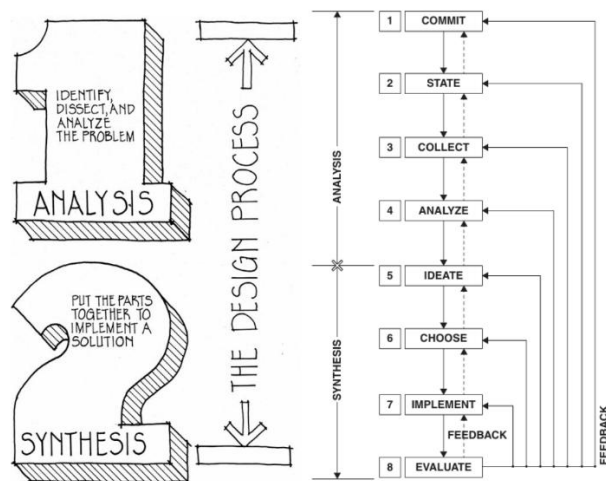 IDENTIFY,
DISSECT, AND
ANALYZE
THE PROBLEM
ANALYSIS
PUT THE PARTS
TOGETHER TO
IMPLEMENT A
SOLUTION
SYNTHESIS
THE DESIGN PROCESS
ANALYSIS
SYNTHESIS
1 COMMIT
2 STATE
3 COLLECT
4 ANALYZE
5 IDEATE
6 CHOOSE
7 IMPLEMENT
FEEDBACK
8 EVALUATE
FEEDBACK